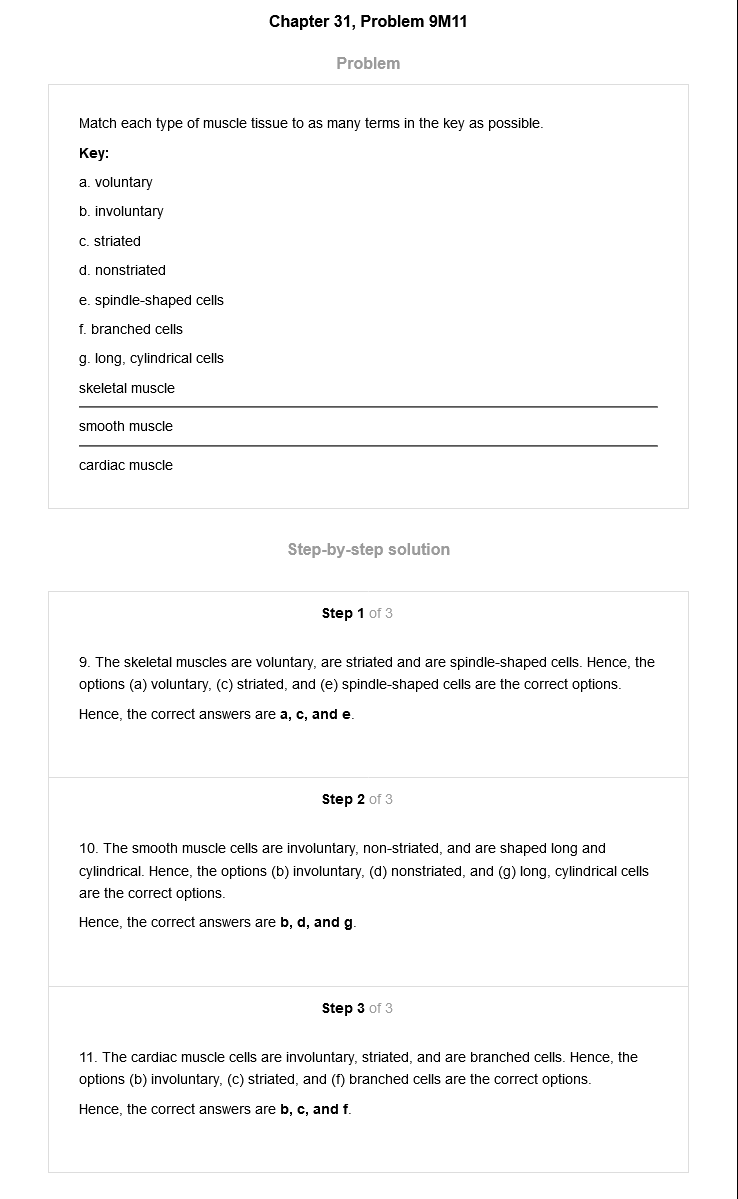 Chapter 31, Problem 9M11
Problem
Match each type of muscle tissue to as many terms in the key as possible.
Key:
a. voluntary
b. involuntary
c. striated
d. nonstriated
e. spindle-shaped cells
f. branched cells
g. long, cylindrical cells
skeletal muscle
smooth muscle
cardiac muscle
Step-by-step solution
Step 1 of 3
9. The skeletal muscles are voluntary, are striated and are spindle-shaped cells. Hence, the
options (a) voluntary, (c) striated, and (e) spindle-shaped cells are the correct options.
Hence, the correct answers are a, c, and e.
Step 2 of 3
10. The smooth muscle cells are involuntary, non-striated, and are shaped long and
cylindrical. Hence, the options (b) involuntary, (d) nonstriated, and (g) long, cylindrical cells
are the correct options.
Hence, the correct answers are b, d, and g.
Step 3 of 3
11. The cardiac muscle cells are involuntary, striated, and are branched cells. Hence, the
options (b) involuntary, (c) striated, and (f) branched cells are the correct options.
Hence, the correct answers are b, c, and f.